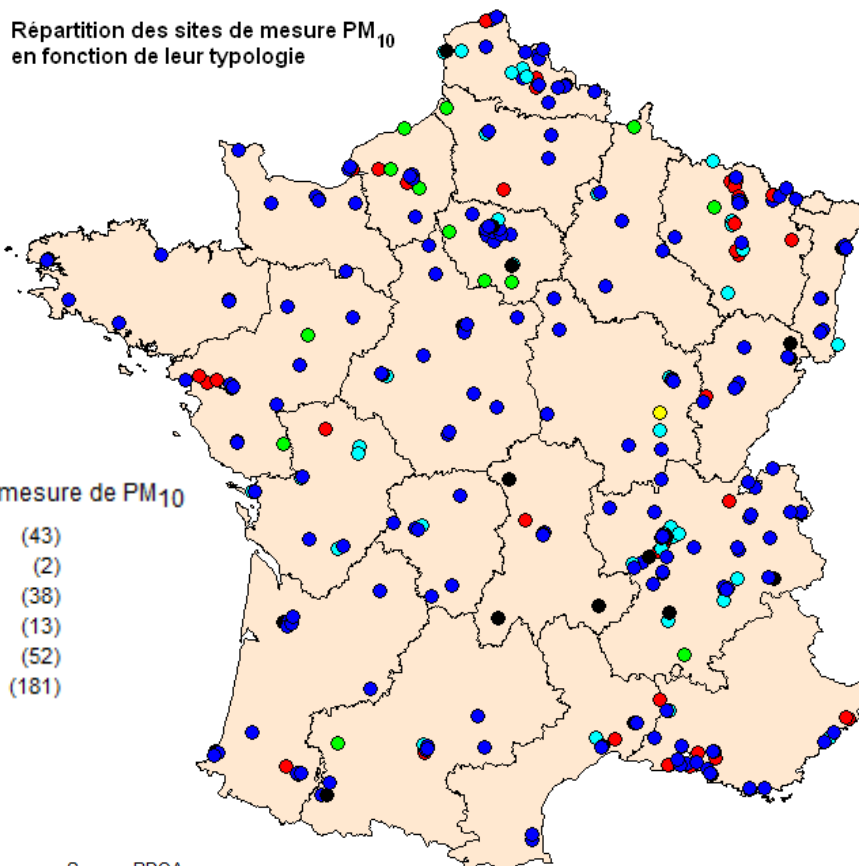 Répartition des sites de mesure PM10
en fonction de leur typologie
mesure de PM10
(43)
(2)
(38)
(13)
(52)
(181)